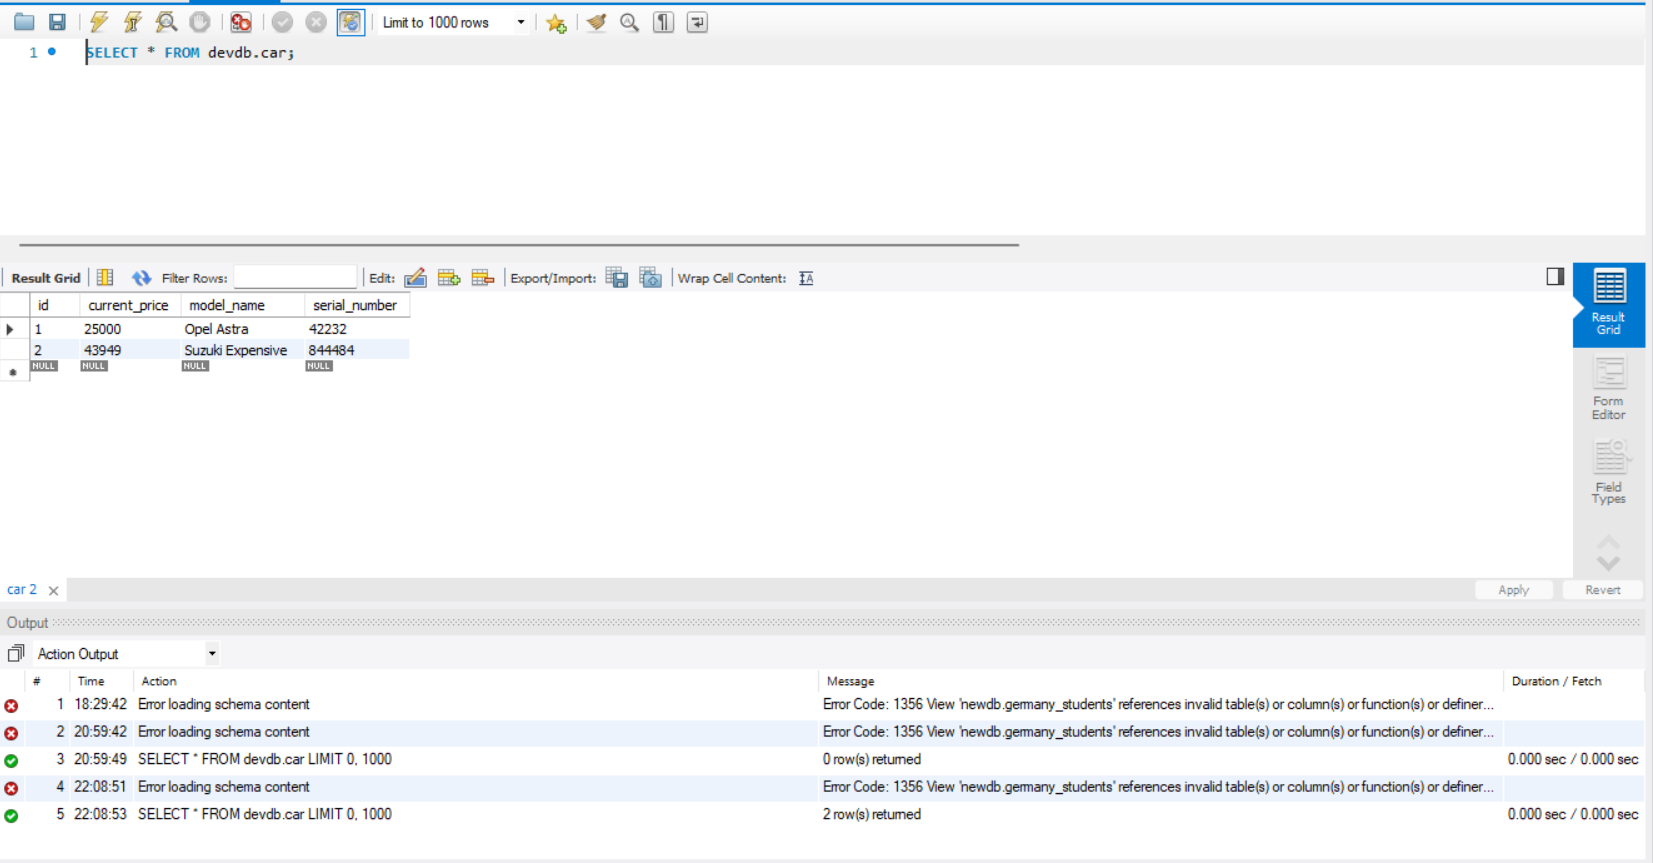 Limit to 1000 rows
1 SELECT * FROM devdb.car;
Result Grid Filter Rows: Edit: Export/Import: Wrap Cell Content:
id current_price model_name serial_number
1 25000 Opel Astra 42232
2 43949 Suzuki Expensive 844484
NULL NULL NULL NULL
Result
Grid
Form
Editor
Field
Types
car 2 Apply Revert
Output
Action Output
# Time Action Message Duration / Fetch
1 18:29:42 Error loading schema content Error Code: 1356 View 'newdb.germany_students' references invalid table(s) or column(s) or function(s) or definer...
2 20:59:42 Error loading schema content Error Code: 1356 View 'newdb.germany_students' references invalid table(s) or column(s) or function(s) or definer...
3 20:59:49 SELECT * FROM devdb.car LIMIT 0, 1000 0 row(s) returned 0.000 sec / 0.000 sec
4 22:08:51 Error loading schema content Error Code: 1356 View 'newdb.germany_students' references invalid table(s) or column(s) or function(s) or definer...
5 22:08:53 SELECT * FROM devdb.car LIMIT 0, 1000 2 row(s) returned 0.000 sec / 0.000 sec